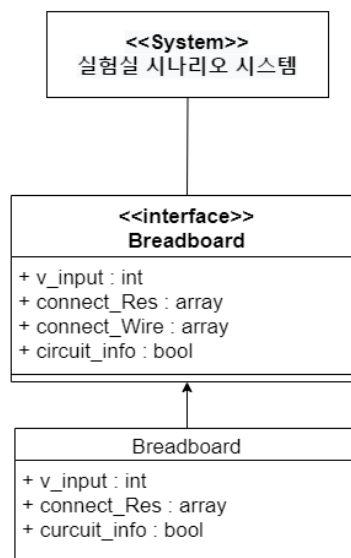 <<System>>
실험실 시나리오 시스템
<<interface>>
Breadboard
+ v_input : int
+ connect_Res : array
+ connect_Wire : array
+ circuit_info : bool
Breadboard
+ v_input : int
+ connect_Res : array
+ curcuit_info : bool